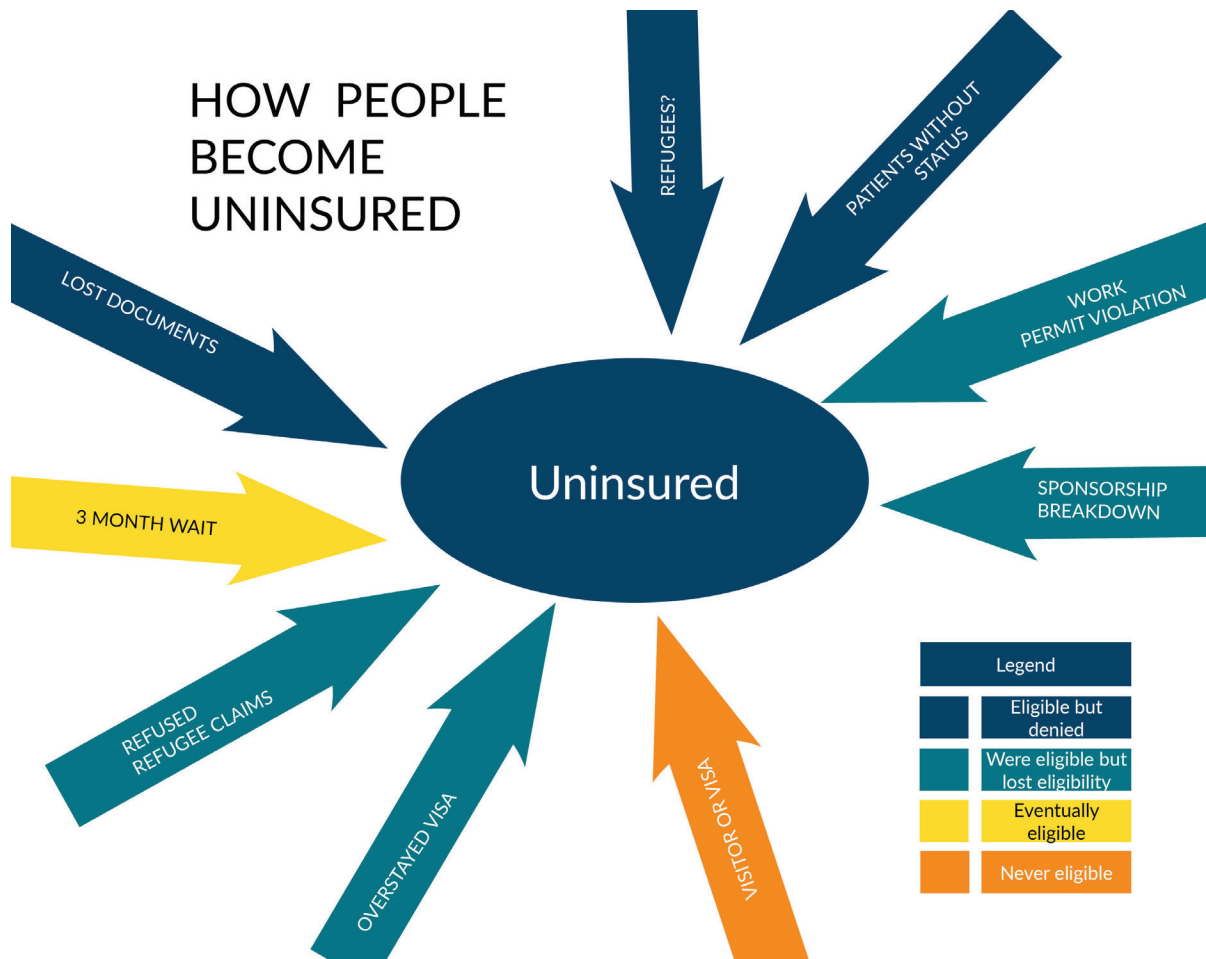 HOW PEOPLE
BECOME
UNINSURED
REFUGEES?
PATIENTS WITHOUT
STATUS
LOST DOCUMENTS
WORK
PERMIT VIOLATION
Uninsured
3 MONTH WAIT
SPONSORSHIP
BREAKDOWN
REFUSED
REFUGEE CLAIMS
OVERSTAYED VISA
VISITOR OR VISA
Legend
Eligible but
denied
Were eligible but
lost eligibility
Eventually
eligible
Never eligible